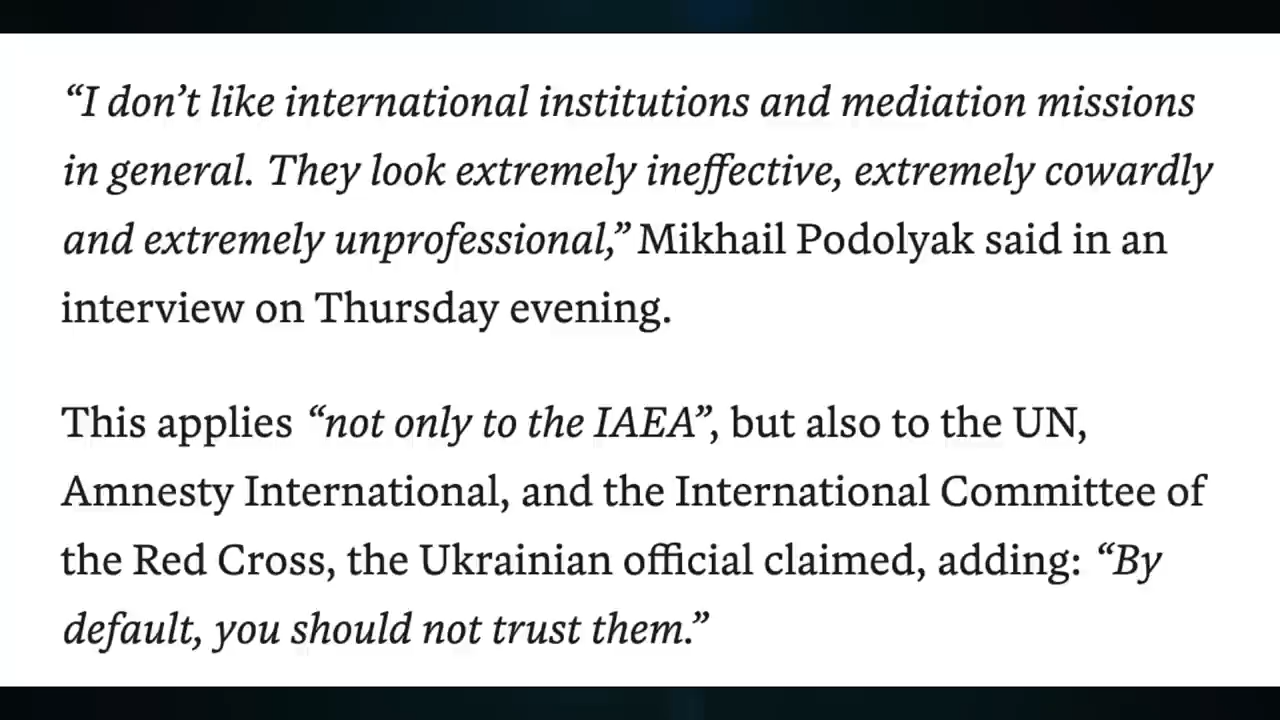 “I don’t like international institutions and mediation missions
in general. They look extremely ineffective, extremely cowardly
and extremely unprofessional,” Mikhail Podolyak said in an
interview on Thursday evening.
This applies “not only to the IAEA”, but also to the UN,
Amnesty International, and the International Committee of
the Red Cross, the Ukrainian official claimed, adding: “By
default, you should not trust them.”